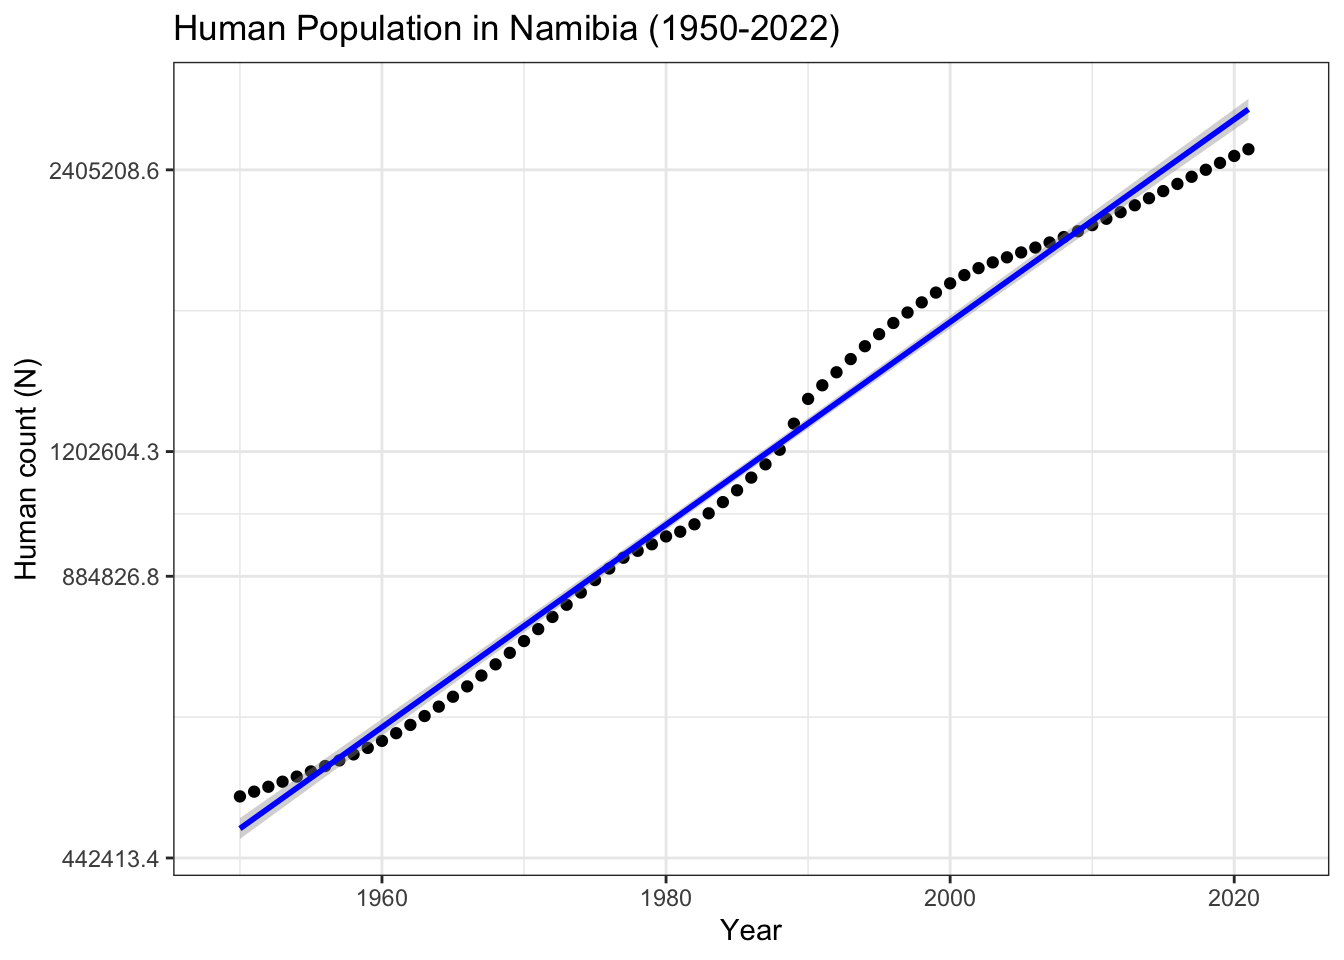 Human Population in Namibia (1950-2022)
2405208.6
1202604.3
884826.8
442413.4
Human count (N)
1960
1980
2000
2020
Year